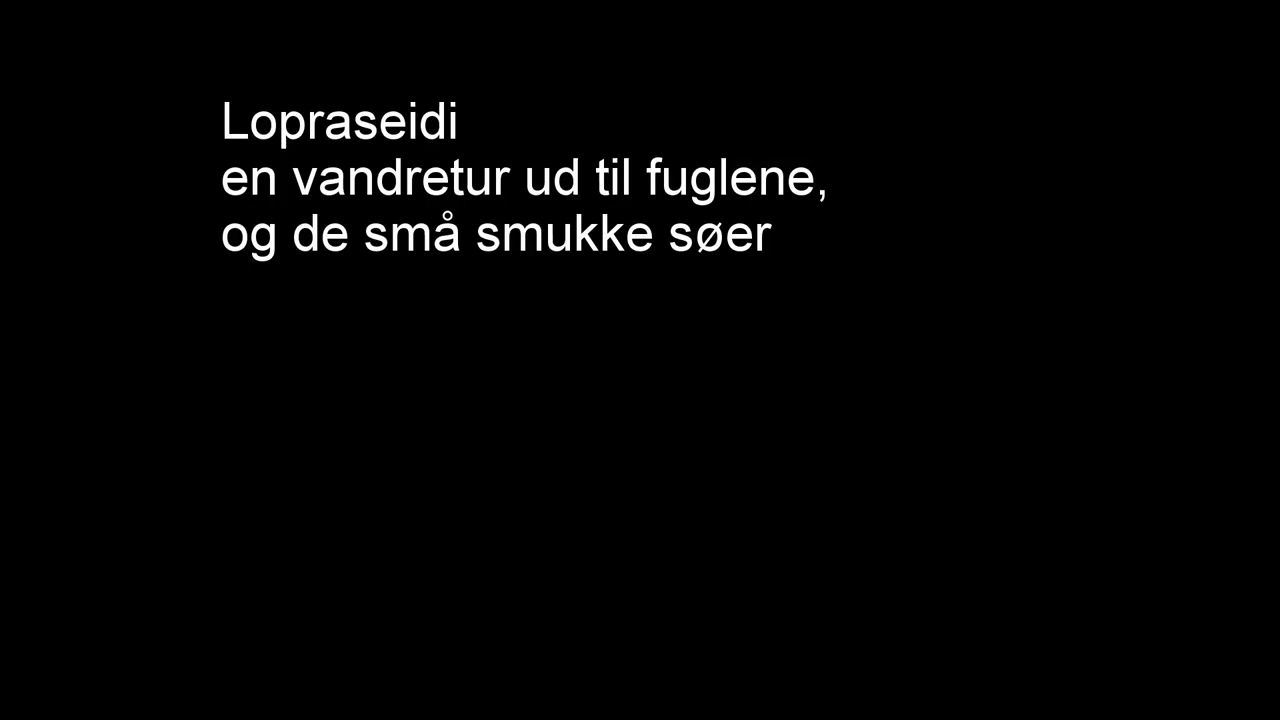 Lopraseidi
en vandretur ud til fuglene,
og de små smukke søer